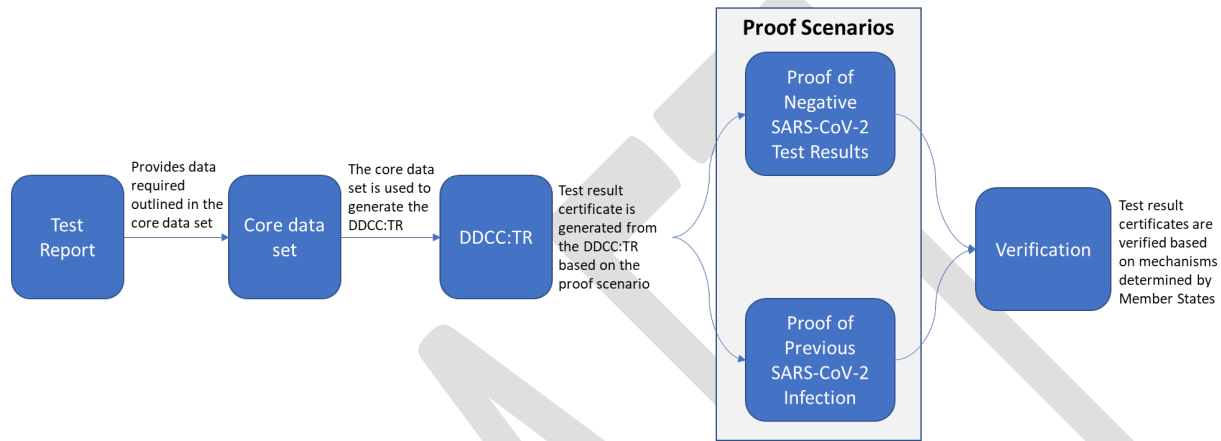 Proof Scenarios
Test
Report
Provides data
required
outlined in the
core data set
Core data
set
The core data
set is used to
generate the
DDCC:TR
DDCC:TR
Test result
certificate is
generated from
the DDCC:TR
based on the
proof scenario
Proof of
Negative
SARS-CoV-2
Test Results
Proof of
Previous
SARS-CoV-2
Infection
Verification
Test result
certificates are
verified based
on mechanisms
determined by
Member States